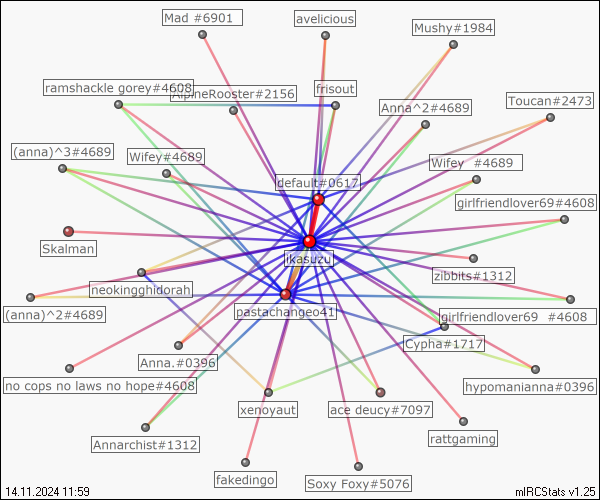 Mad #6901
avelicious
Mushy#1984
ramshackle gorey#4608
AlpineRooster#2156
frisout
Toucan#2473
Anna^2#4689
(anna)^3#4689
Wifey#4689
Wifey #4689
default#0617
girlfriendlover69#4608
Skalman
ikasuzu
zibbits#1312
neokingghidorah
(anna)^2#4689
pastachangeo41
girlfriendlover69 #4608
Cypha#1717
Anna.#0396
no cops no laws no hope#4608
hypomanianna#0396
xenoyaut
ace deucy#7097
Annarchist#1312
rattgaming
fakedingo
Soxy Foxy#5076
14.11.2024 11:59
mIRCStats v1.25